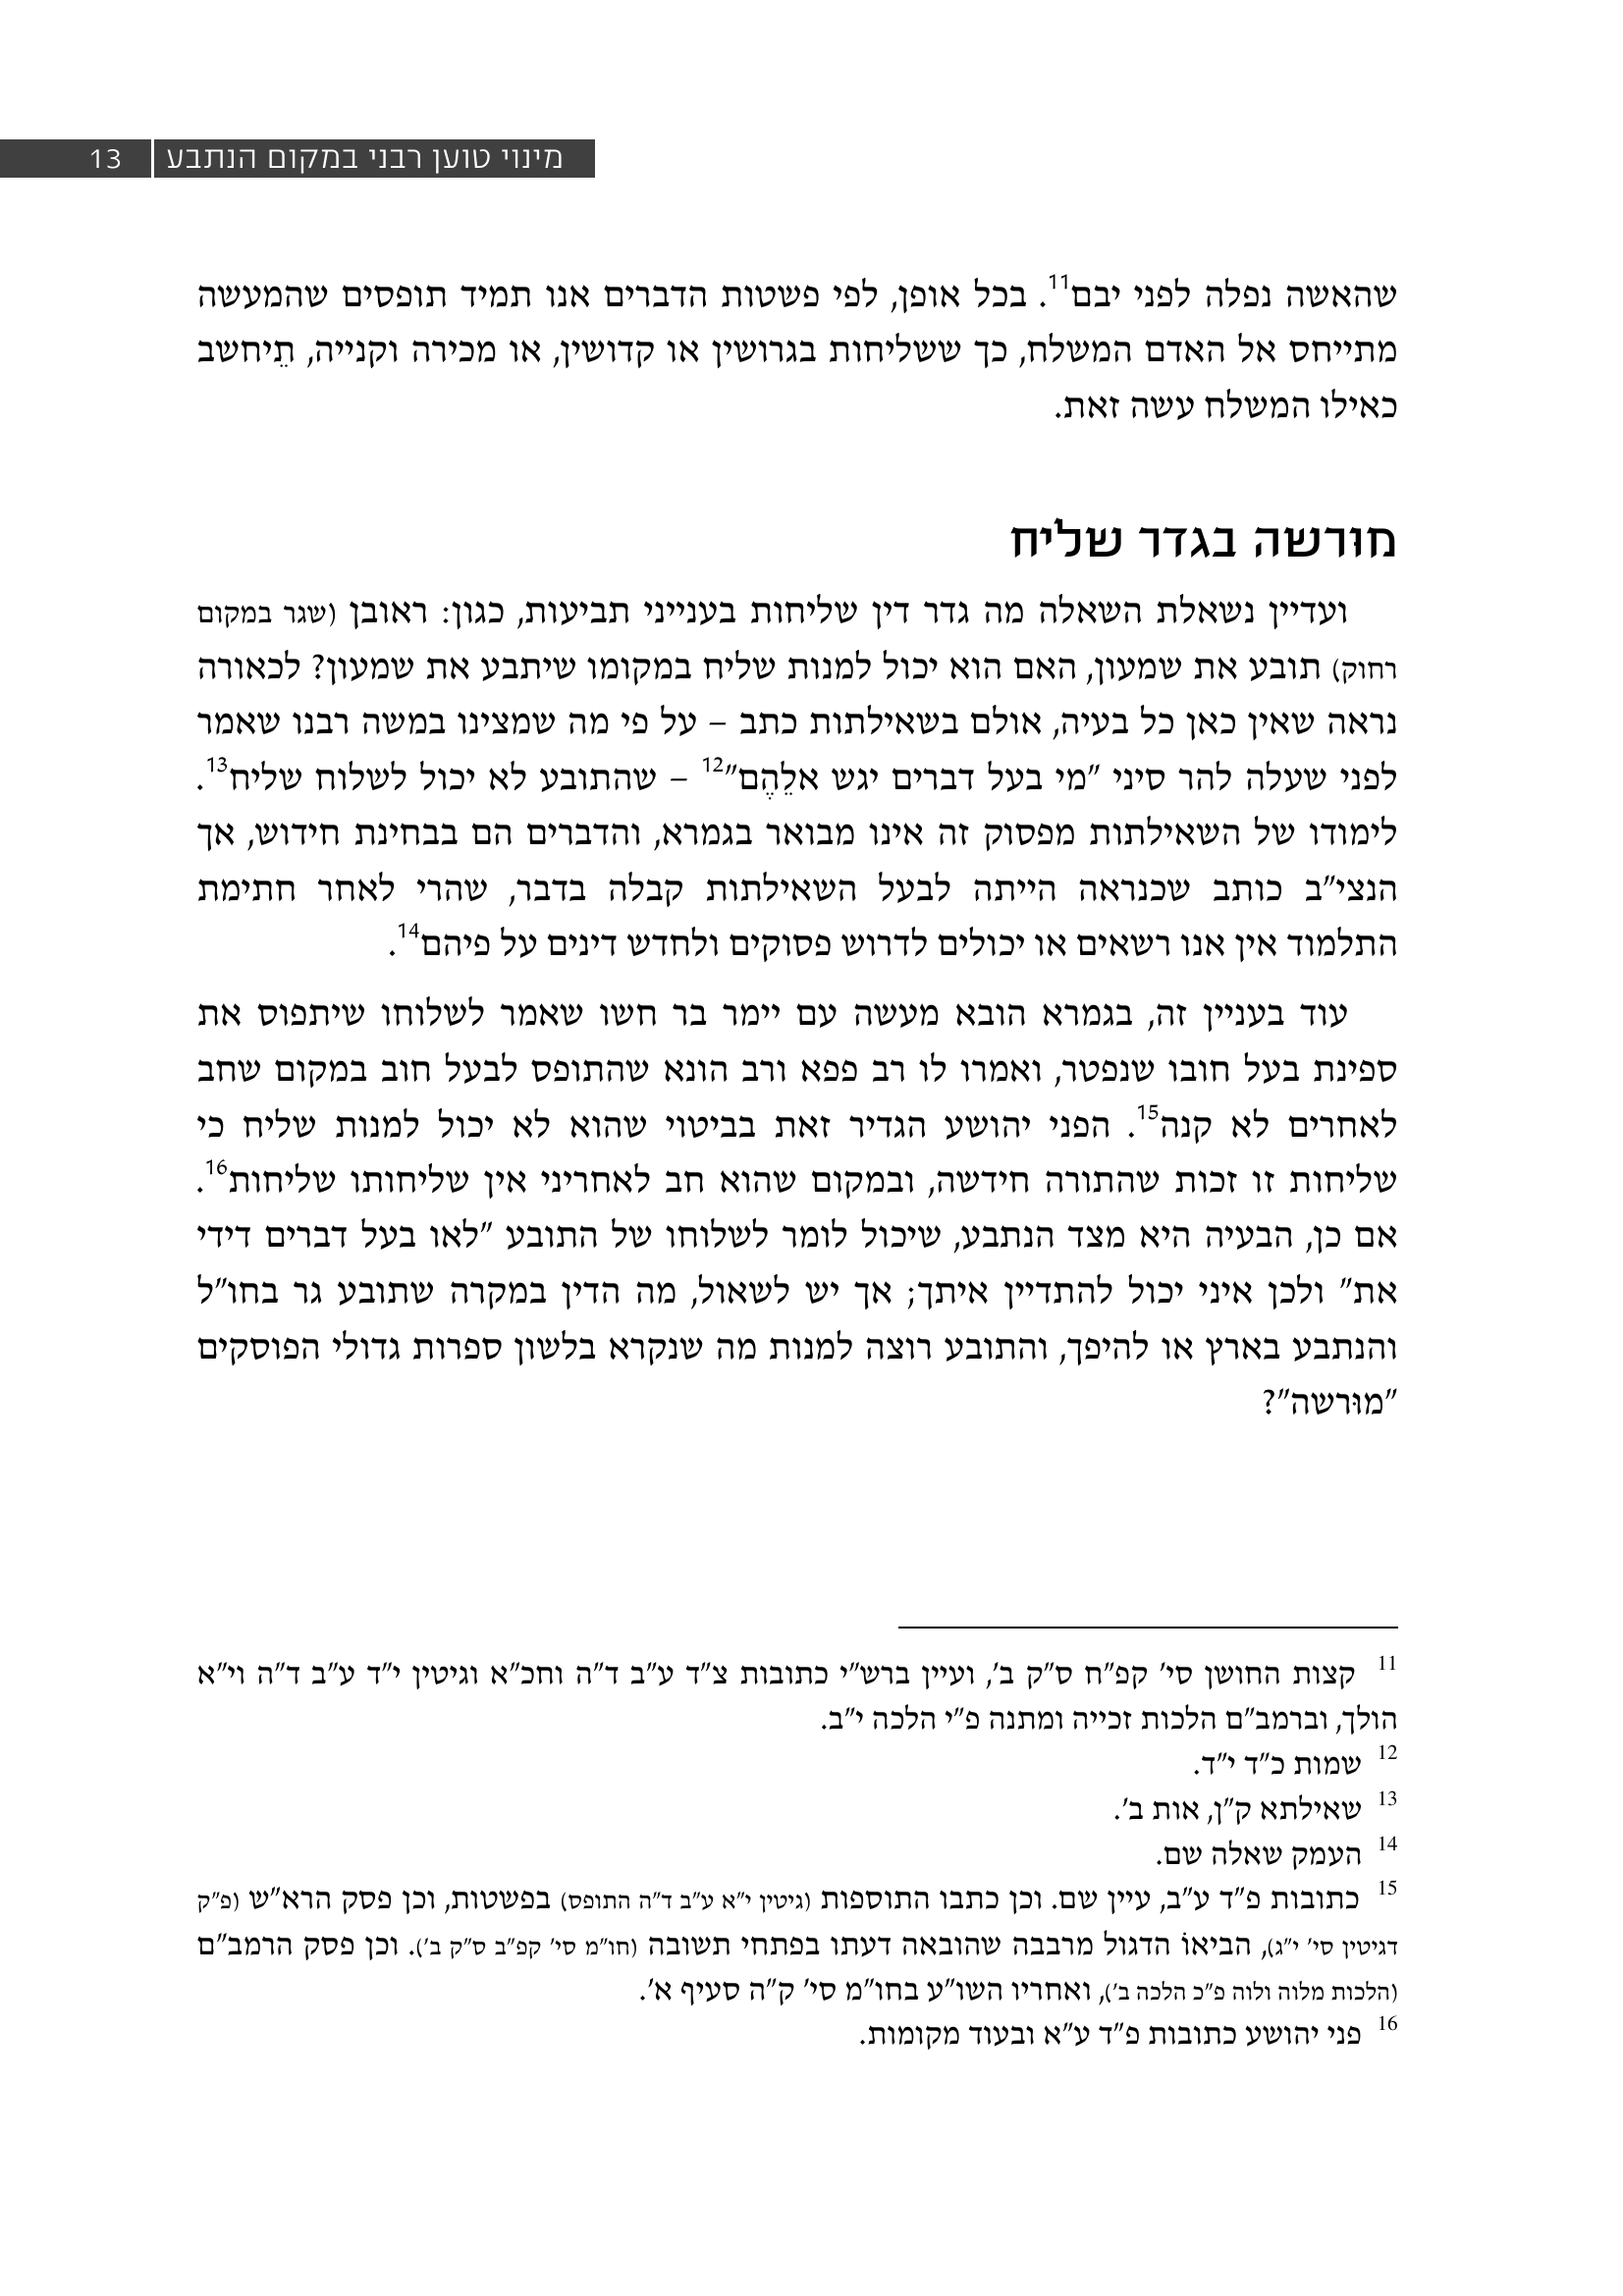 מינוי טוען רבני במקום הנתבע 13
שהאשה נפלה לפני יבם11. בכל אופן, לפי פשטות הדברים אנו תמיד תופסים שהמעשה
מתייחס אל האדם המשלח, כך ששליחות בגרושין או קדושין, או מכירה וקנייה, תֵיחשב
כאילו המשלח עשה זאת.
מוּרשה בגדר שליח
ועדיין נשאלת השאלה מה גדר דין שליחות בענייני תביעות, כגון: ראובן (שגר במקום
רחוק) תובע את שמעון, האם הוא יכול למנות שליח במקומו שיתבע את שמעון? לכאורה
נראה שאין כאן כל בעיה, אולם בשאילתות כתב – על פי מה שמצינו במשה רבנו שאמר
לפני שעלה להר סיני ״מי בעל דברים יגש אלֵהֶם״12 – שהתובע לא יכול לשלוח שליח13.
לימודו של השאילתות מפסוק זה אינו מבואר בגמרא, והדברים הם בבחינת חידוש, אך
הנצי״ב כותב שכנראה הייתה לבעל השאילתות קבלה בדבר, שהרי לאחר חתימת
התלמוד אין אנו רשאים או יכולים לדרוש פסוקים ולחדש דינים על פיהם14.
עוד בעניין זה, בגמרא הובא מעשה עם יימר בר חשו שאמר לשלוחו שיתפוס את
ספינת בעל חובו שנפטר, ואמרו לו רב פפא ורב הונא שהתופס לבעל חוב במקום שחב
לאחרים לא קנה15. הפני יהושע הגדיר זאת בביטוי שהוא לא יכול למנות שליח כי
שליחות זו זכות שהתורה חידשה, ובמקום שהוא חב לאחריני אין שליחותו שליחות16.
אם כן, הבעיה היא מצד הנתבע, שיכול לומר לשלוחו של התובע ״לאו בעל דברים דידי
את״ ולכן איני יכול להתדיין איתך; אך יש לשאול, מה הדין במקרה שתובע גר בחו״ל
והנתבע בארץ או להיפך, והתובע רוצה למנות מה שנקרא בלשון ספרות גדולי הפוסקים
״מוּרשה״?
11 קצות החושן סי׳ קפ״ח ס״ק ב׳, ועיין ברש״י כתובות צ״ד ע״ב ד״ה וחכ״א וגיטין י״ד ע״ב ד״ה וי״א
הולך, וברמב״ם הלכות זכייה ומתנה פ״י הלכה י״ב.
12 שמות כ״ד י״ד.
13 שאילתא ק״ן, אות ב׳.
14 העמק שאלה שם.
15 כתובות פ״ד ע״ב, עיין שם. וכן כתבו התוספות (גיטין י״א ע״ב ד״ה התופס) בפשטות, וכן פסק הרא״ש (פ״ק
דגיטין סי׳ י״ג), הביאוֹ הדגול מרבבה שהובאה דעתו בפתחי תשובה (חו״מ סי׳ קפ״ב ס״ק ב׳). וכן פסק הרמב״ם
(הלכות מלוה ולוה פ״כ הלכה ב׳), ואחריו השו״ע בחו״מ סי׳ ק״ה סעיף א׳.
16 פני יהושע כתובות פ״ד ע״א ובעוד מקומות.